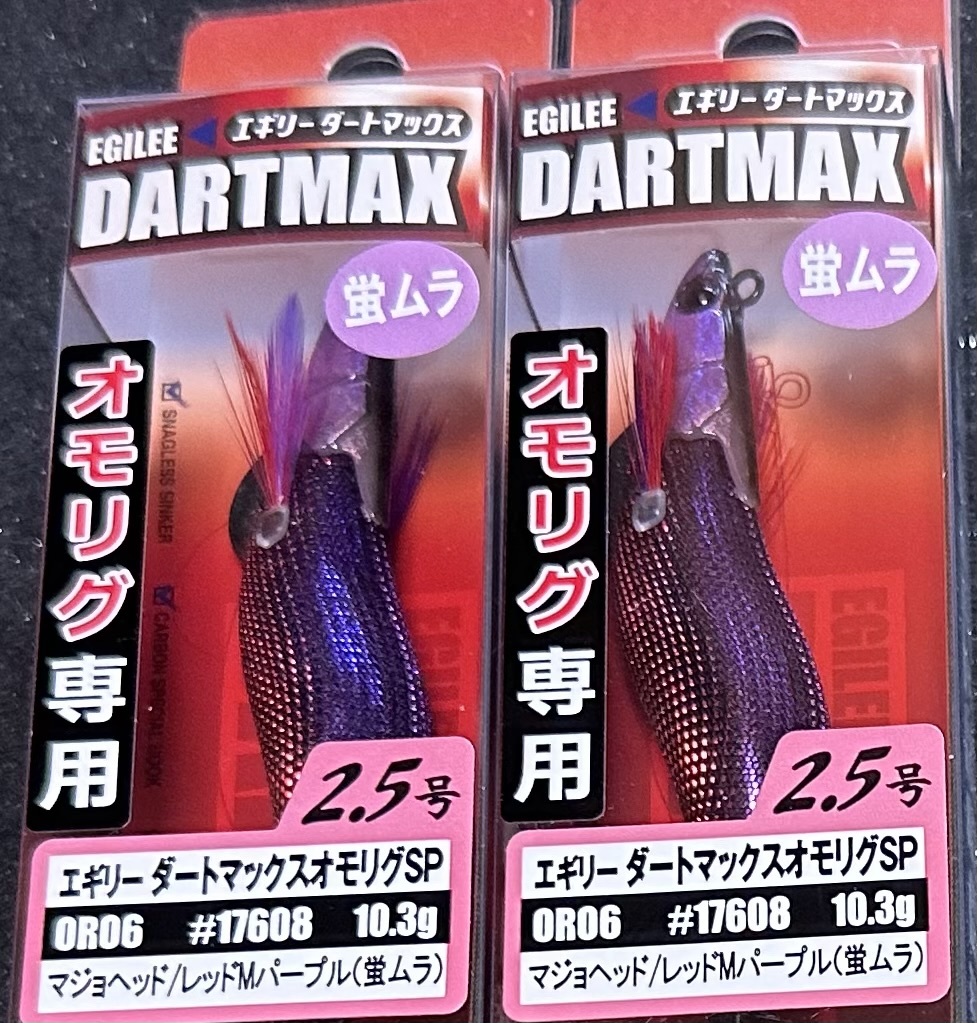 EGILEE エギリー ダートマックス
DARTMAX
蛍ムラ
オモリグ専用
SNAGLESS SINKER
2.5号
エギリー ダートマックスオモリグSP
OR06 #17608 10.3g
マジョヘッド/レッドMパープル(蛍ムラ)
EGILEE エギリー ダートマックス
DARTMAX
蛍ムラ
オモリグ専用
EGILEE
2.5号
エギリー ダートマックスオモリグSP
OR06 #17608 10.3g
マジョヘッド/レッドMパープル(蛍ムラ)